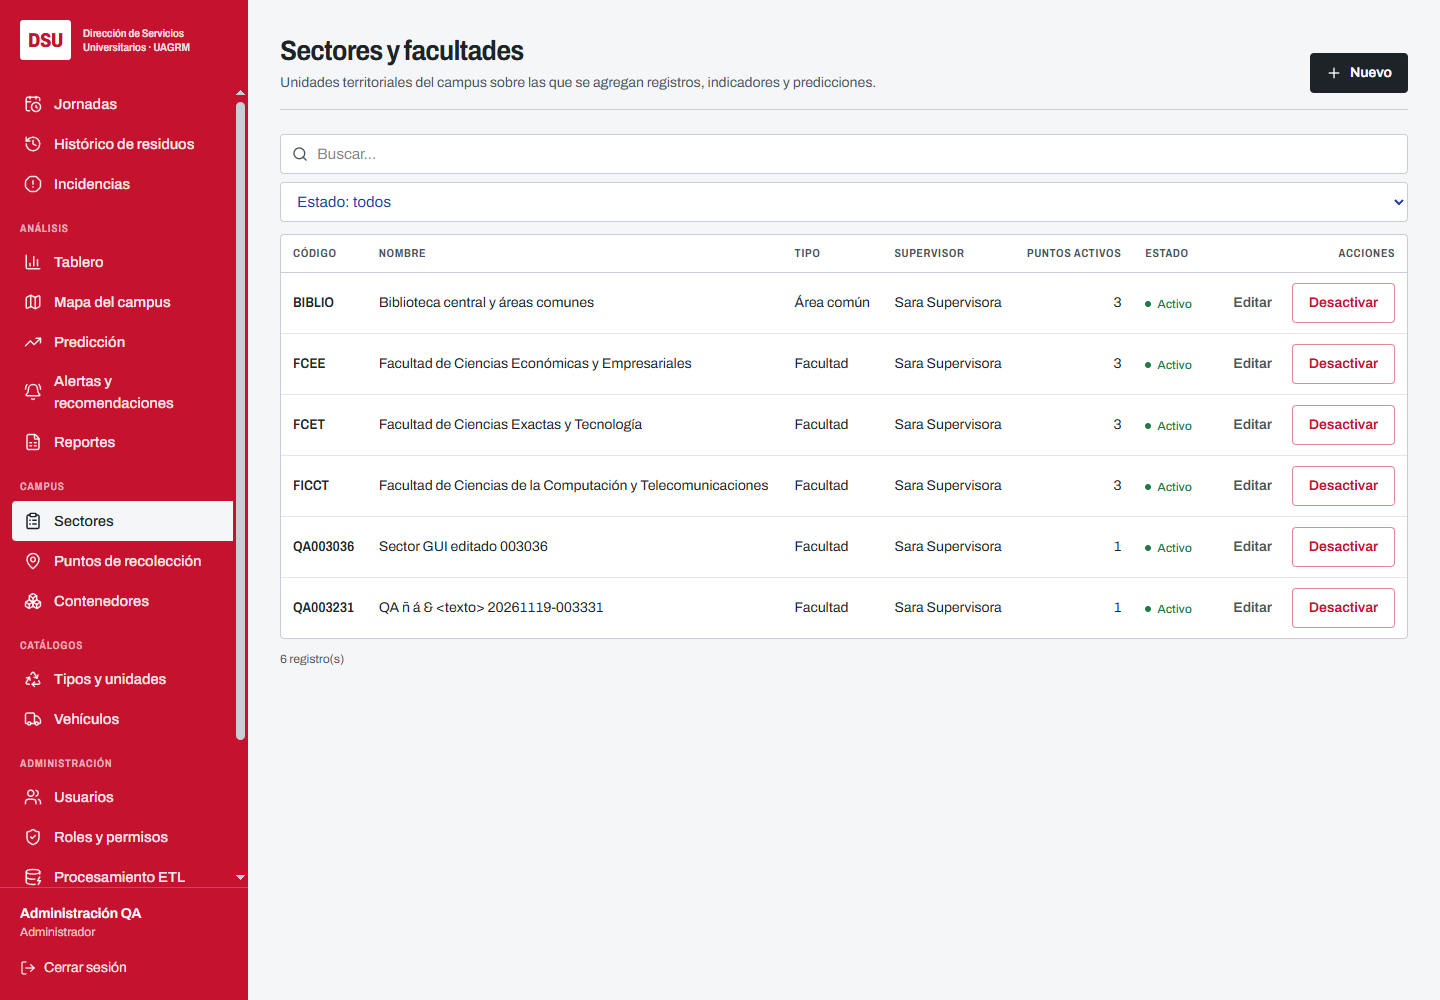 DSU
Dirección de Servicios
Universitarios · UAGRM
Jornadas
Histórico de residuos
Incidencias
ANÁLISIS
Tablero
Mapa del campus
Predicción
Alertas y
recomendaciones
Reportes
CAMPUS
Sectores
Puntos de recolección
Contenedores
CATÁLOGOS
Tipos y unidades
Vehículos
ADMINISTRACIÓN
Usuarios
Roles y permisos
Procesamiento ETL
Administración QA
Administrador
Cerrar sesión
Sectores y facultades
Unidades territoriales del campus sobre las que se agregan registros, indicadores y predicciones.
Nuevo
Buscar...
Estado: todos
CÓDIGO NOMBRE TIPO SUPERVISOR PUNTOS ACTIVOS ESTADO ACCIONES
BIBLIO Biblioteca central y áreas comunes Área común Sara Supervisora 3 Activo Editar Desactivar
FCEE Facultad de Ciencias Económicas y Empresariales Facultad Sara Supervisora 3 Activo Editar Desactivar
FCET Facultad de Ciencias Exactas y Tecnología Facultad Sara Supervisora 3 Activo Editar Desactivar
FICCT Facultad de Ciencias de la Computación y Telecomunicaciones Facultad Sara Supervisora 3 Activo Editar Desactivar
QA003036 Sector GUI editado 003036 Facultad Sara Supervisora 1 Activo Editar Desactivar
QA003231 QA ñ á & <texto> 20261119-003331 Facultad Sara Supervisora 1 Activo Editar Desactivar
6 registro(s)